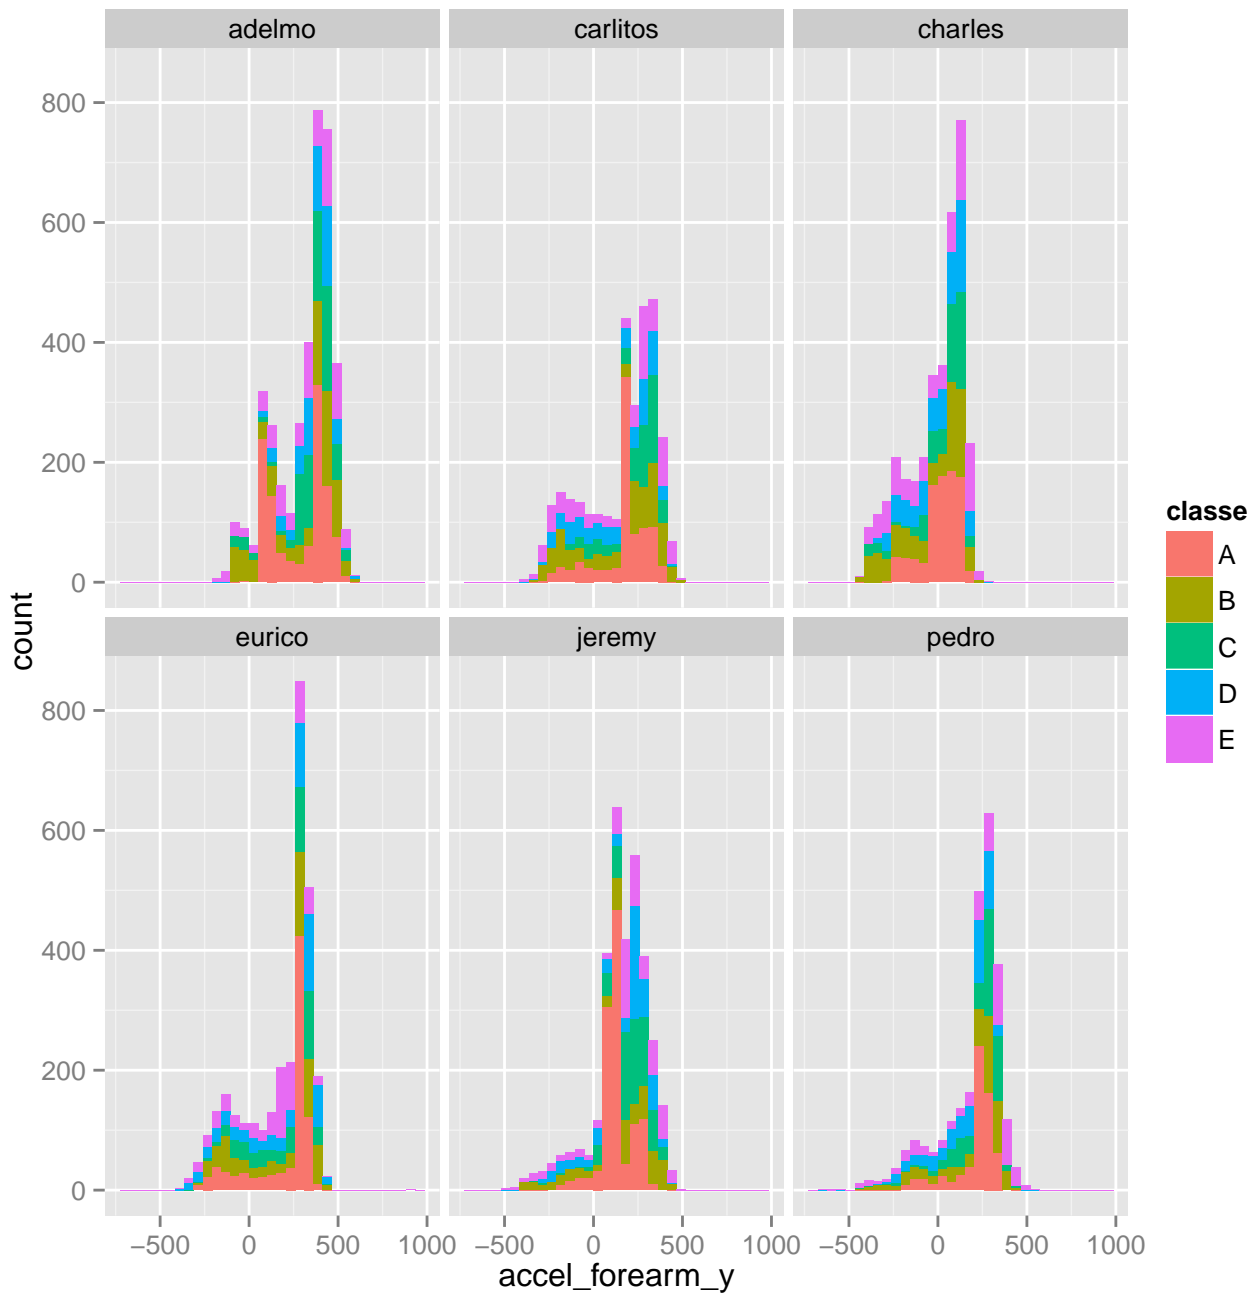 adelmo carlitos charles
800
600
400
200
0
eurico jeremy pedro
800
600
400
200
0
−500 0 500 1000 −500 0 500 1000 −500 0 500 1000
accel_forearm_y
count
classe
A
B
C
D
E